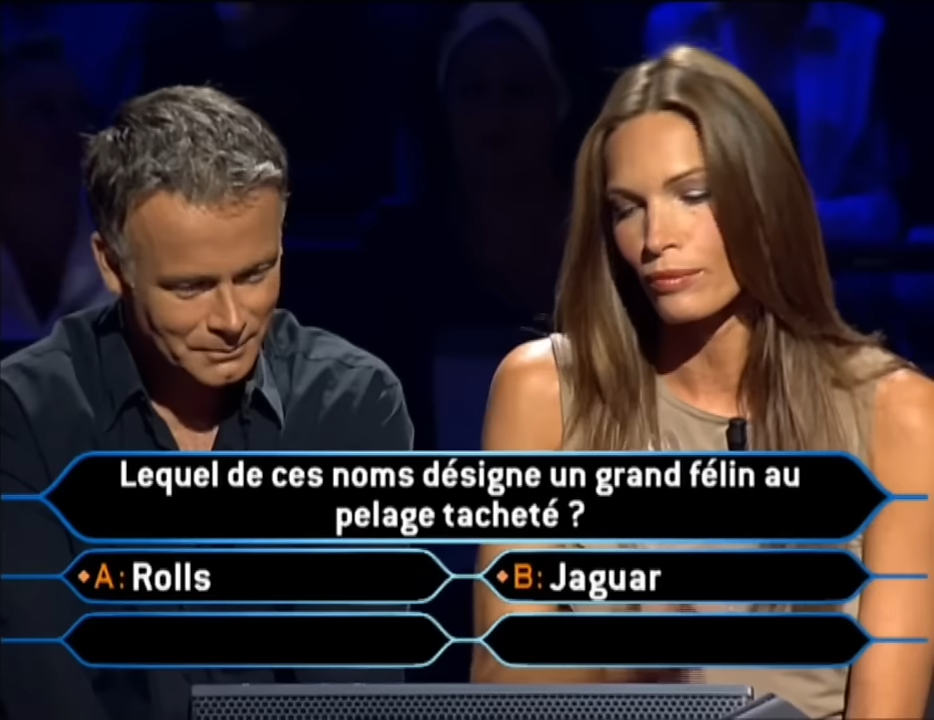 Lequel de ces noms désigne un grand félin au
pelage tacheté ?
A: Rolls
B: Jaguar